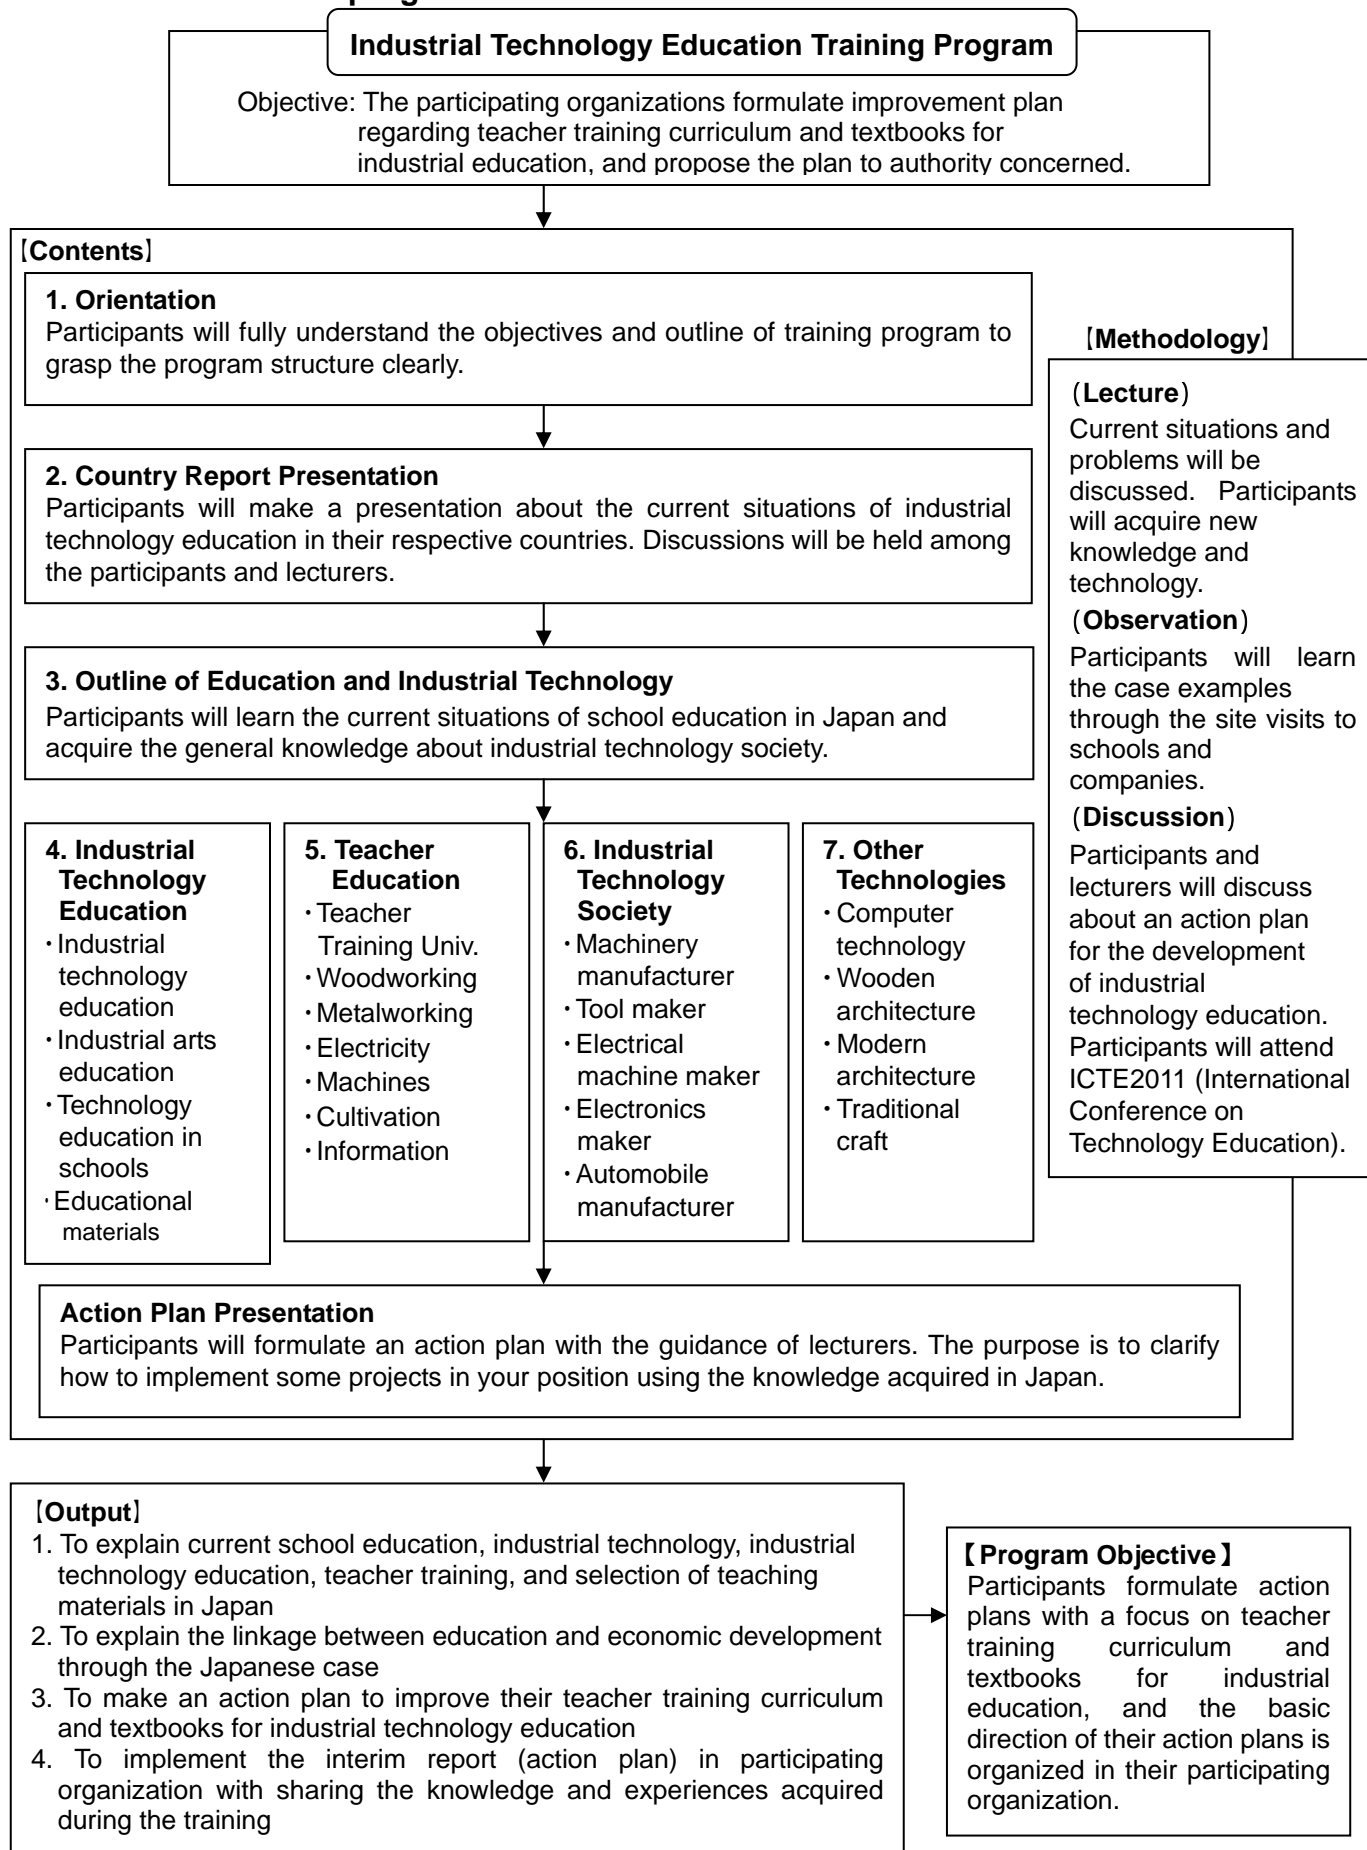 Industrial Technology Education Training Program
Objective: The participating organizations formulate improvement plan
regarding teacher training curriculum and textbooks for
industrial education, and propose the plan to authority concerned.
【Contents】
1. Orientation
Participants will fully understand the objectives and outline of training program to
grasp the program structure clearly.
2. Country Report Presentation
Participants will make a presentation about the current situations of industrial
technology education in their respective countries. Discussions will be held among
the participants and lecturers.
3. Outline of Education and Industrial Technology
Participants will learn the current situations of school education in Japan and
acquire the general knowledge about industrial technology society.
4. Industrial
Technology
Education
・Industrial
technology
education
・Industrial arts
education
・Technology
education in
schools
・Educational
materials
5. Teacher
Education
・Teacher
Training Univ.
・Woodworking
・Metalworking
・Electricity
・Machines
・Cultivation
・Information
6. Industrial
Technology
Society
・Machinery
manufacturer
・Tool maker
・Electrical
machine maker
・Electronics
maker
・Automobile
manufacturer
7. Other
Technologies
・Computer
technology
・Wooden
architecture
・Modern
architecture
・Traditional
craft
【Methodology】
(Lecture)
Current situations and
problems will be
discussed. Participants
will acquire new
knowledge and
technology.
(Observation)
Participants will learn
the case examples
through the site visits to
schools and
companies.
(Discussion)
Participants and
lecturers will discuss
about an action plan
for the development
of industrial
technology education.
Participants will attend
ICTE2011 (International
Conference on
Technology Education).
Action Plan Presentation
Participants will formulate an action plan with the guidance of lecturers. The purpose is to clarify
how to implement some projects in your position using the knowledge acquired in Japan.
【Output】
1. To explain current school education, industrial technology, industrial
technology education, teacher training, and selection of teaching
materials in Japan
2. To explain the linkage between education and economic development
through the Japanese case
3. To make an action plan to improve their teacher training curriculum
and textbooks for industrial technology education
4. To implement the interim report (action plan) in participating
organization with sharing the knowledge and experiences acquired
during the training
【Program Objective】
Participants formulate action
plans with a focus on teacher
training curriculum and
textbooks for industrial
education, and the basic
direction of their action plans is
organized in their participating
organization.